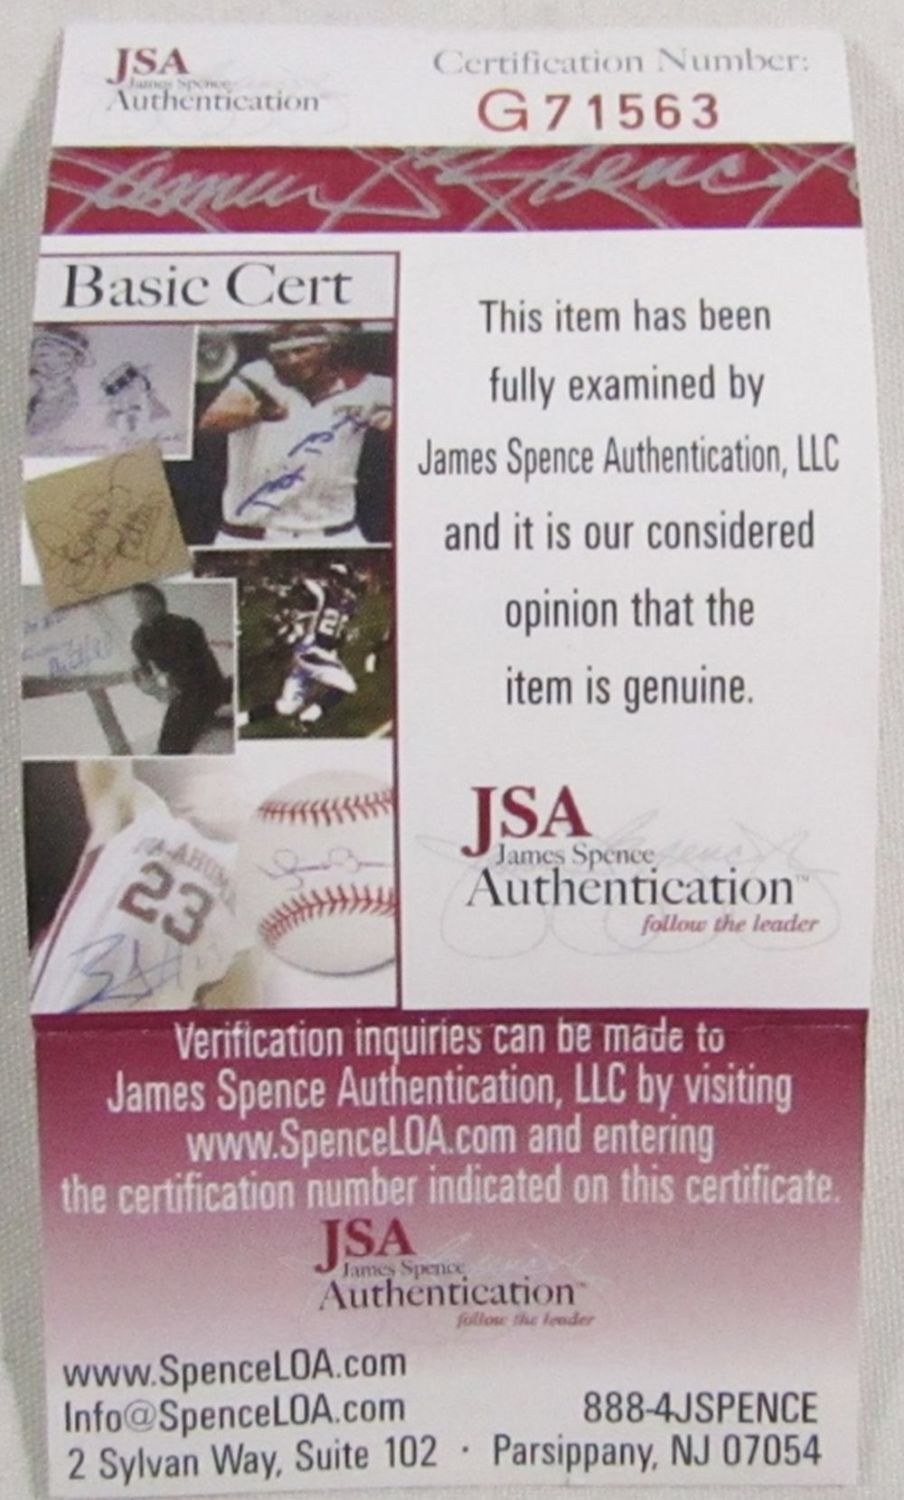 JSA
James Spence
Authentication
Certification Number:
G71563
James Spence
Basic Cert
This item has been
fully examined by
James Spence Authentication, LLC
and it is our considered
opinion that the
item is genuine.
23
JSA
James Spence
Authentication™
follow the leader
Verification inquiries can be made to
James Spence Authentication, LLC by visiting
www.SpenceLOA.com and entering
the certification number indicated on this certificate.
JSA
James Spence
Authentication™
follow the leader
www.SpenceLOA.com
Info@SpenceLOA.com
888-4JSPENCE
2 Sylvan Way, Suite 102 · Parsippany, NJ 07054